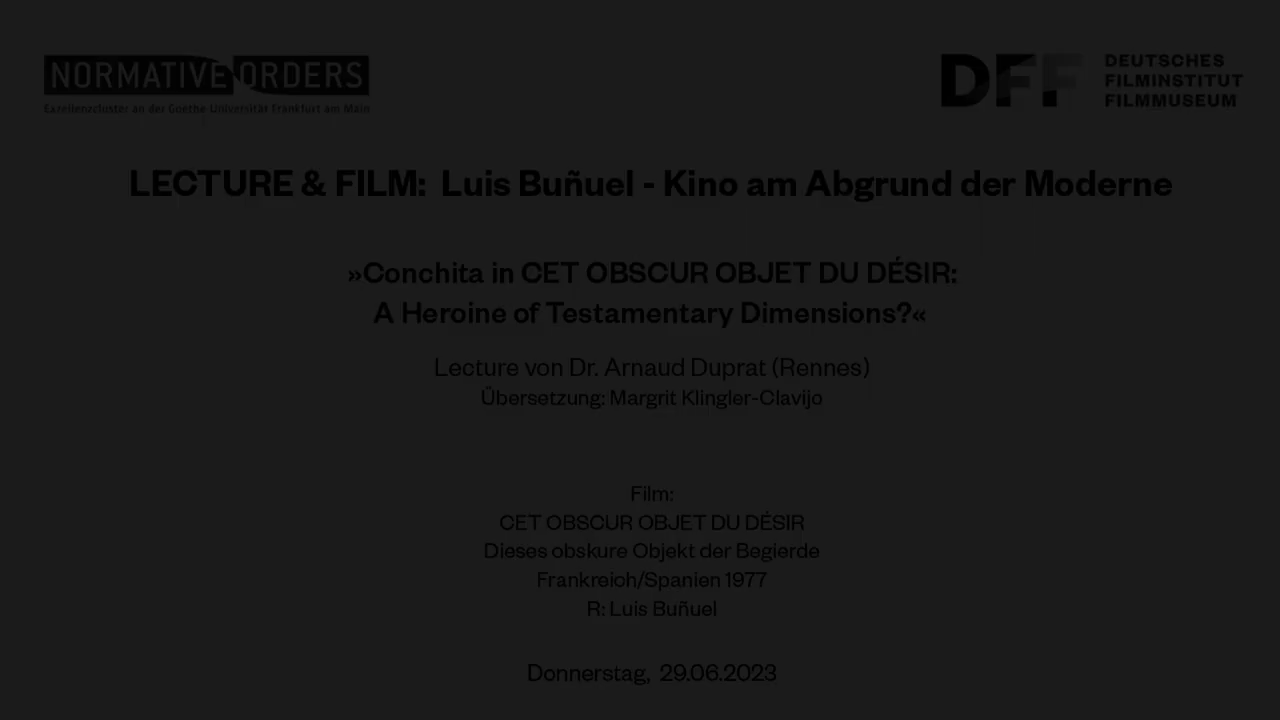 NORMATIVE ORDERS
Exzellenzcluster an der Goethe-Universität Frankfurt am Main
DFF
DEUTSCHES
FILMINSTITUT
FILMMUSEUM
LECTURE & FILM: Luis Buñuel - Kino am Abgrund der Moderne
»Conchita in CET OBSCUR OBJET DU DÉSIR:
A Heroine of Testamentary Dimensions?«
Lecture von Dr. Arnaud Duprat (Rennes)
Übersetzung: Margrit Klingler-Clavijo
Film:
CET OBSCUR OBJET DU DÉSIR
Dieses obskure Objekt der Begierde
Frankreich/Spanien 1977
R: Luis Buñuel
Donnerstag, 29.06.2023